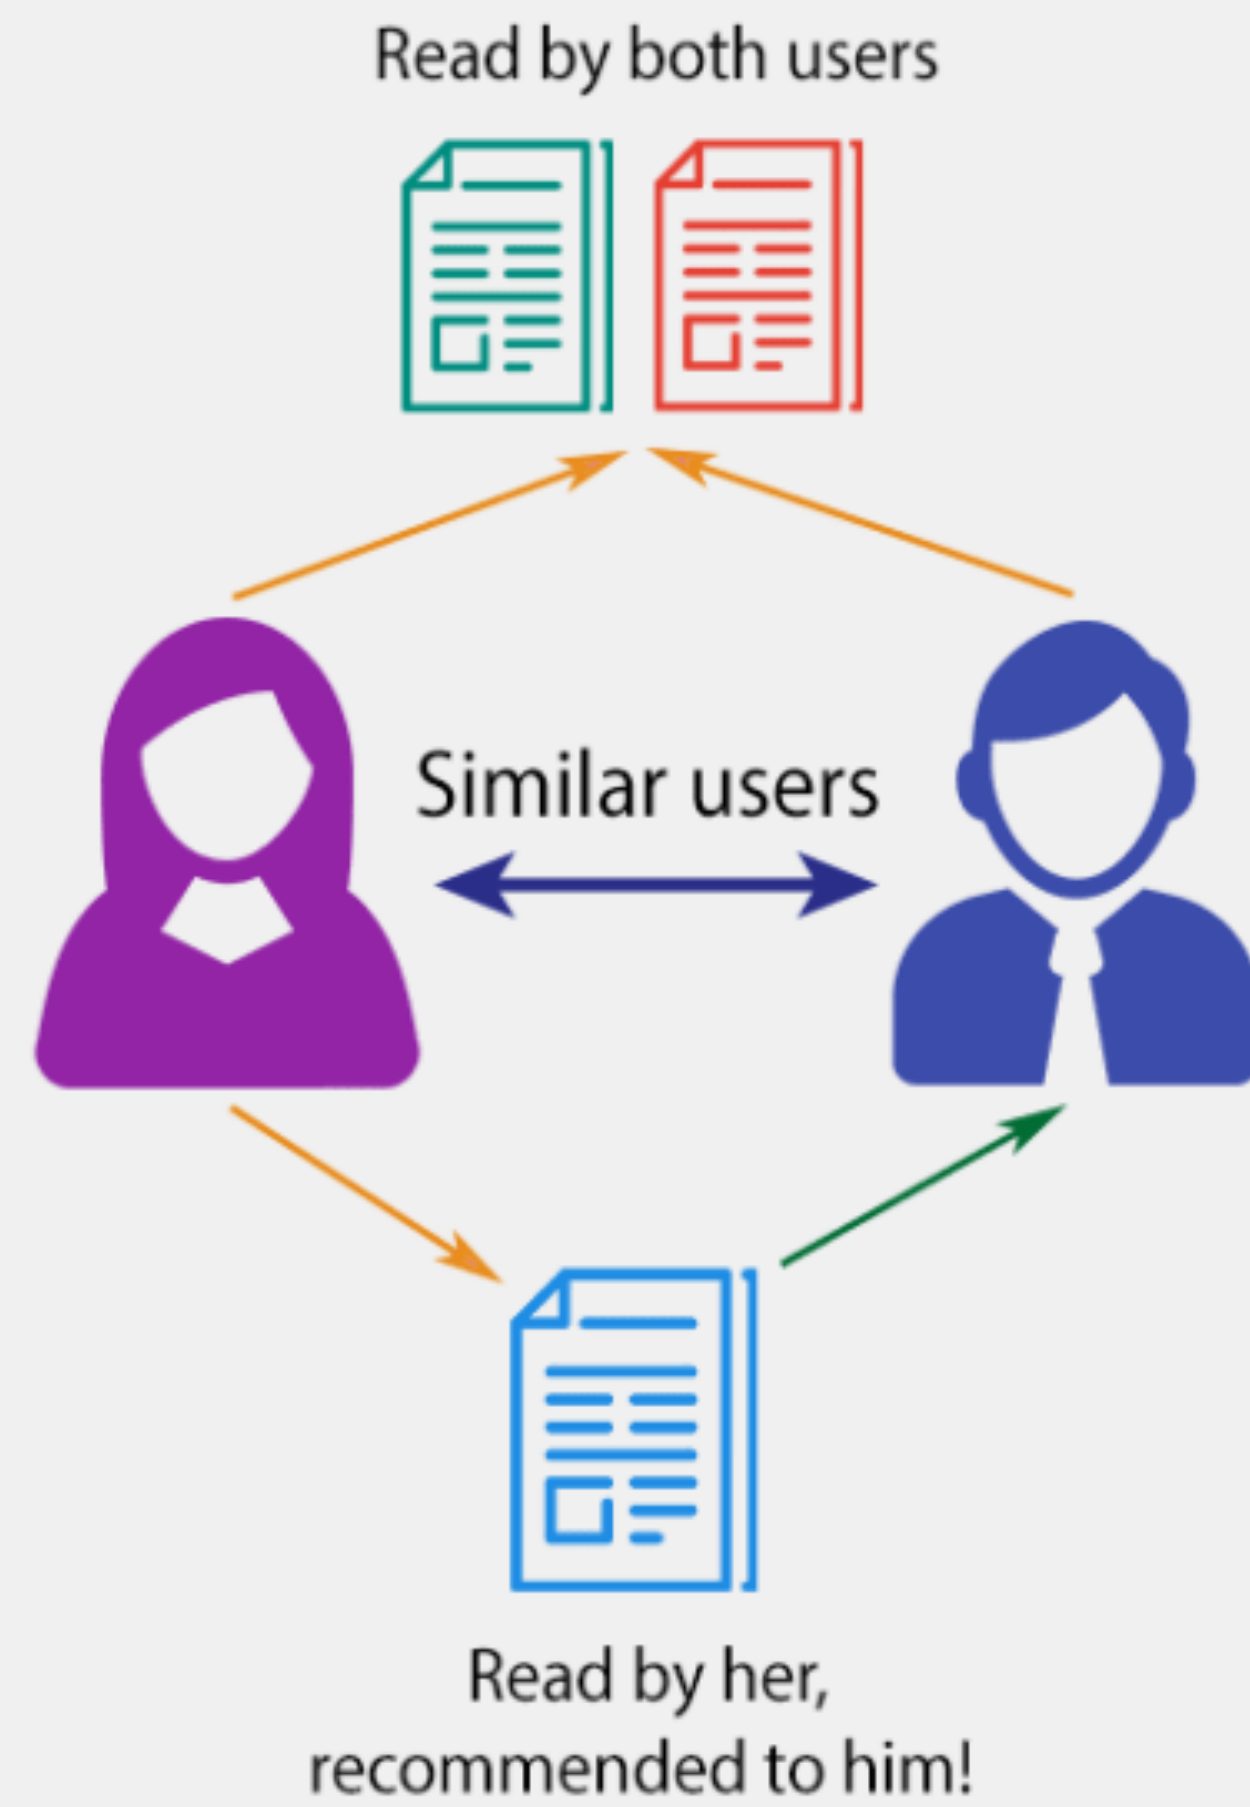 Read by both users
Similar users
Read by her,
recommended to him!